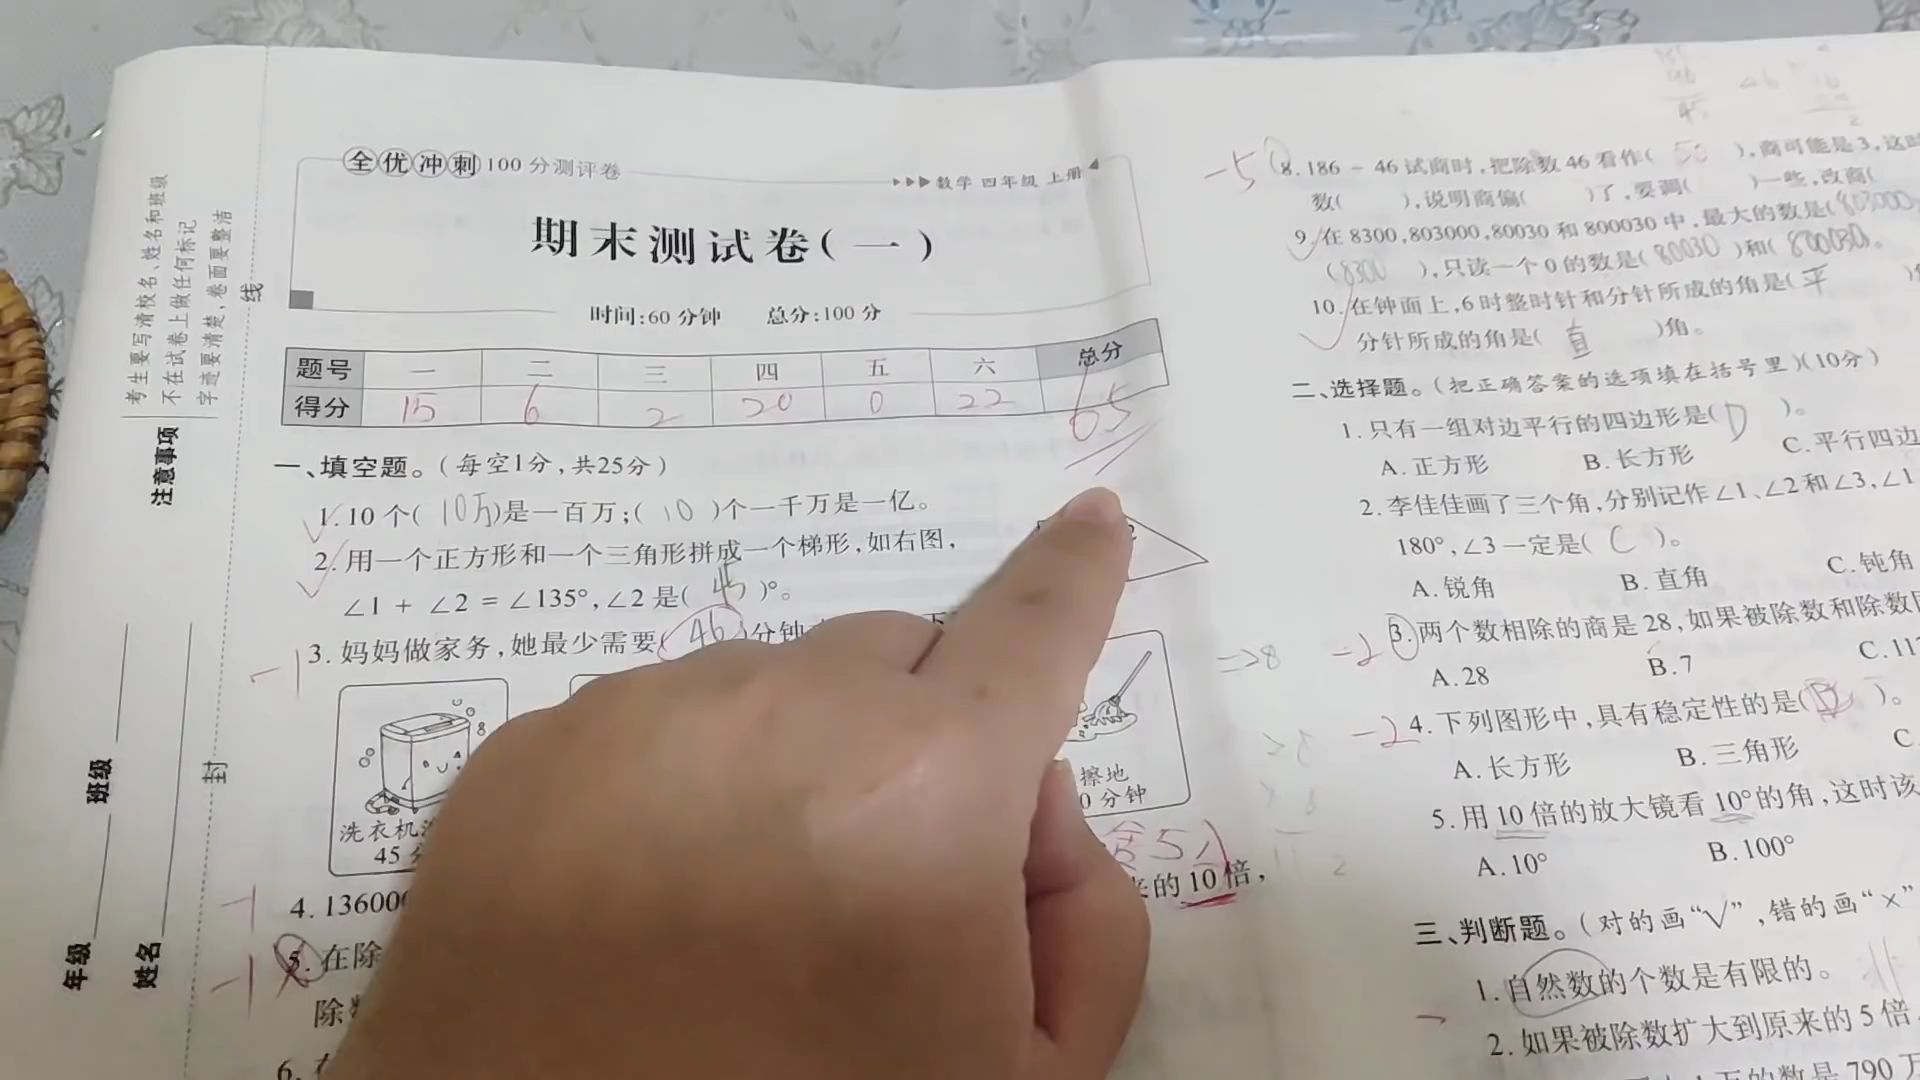 考生要写清校名、姓名和班级
不在试卷上做任何标记
字迹要清楚,卷面要整洁
注意事项
年级 班级
姓名
封
线
全优冲刺100分测评卷
数学 四年级 上册
期末测试卷(一)
时间:60分钟 总分:100分
题号 一 二 三 四 五 六 总分
得分 15 6 2 20 0 22 65
一、填空题。(每空1分,共25分)
1.10个(10万)是一百万;(10)个一千万是一亿。
2.用一个正方形和一个三角形拼成一个梯形,如右图,
∠1 + ∠2 = ∠135°,∠2是(45)°。
-1
3.妈妈做家务,她最少需要(46)分钟
洗衣机
45
擦地
0分钟
-1
4.13600
的10倍,
-1
5.在除
除
6.
-5
8.186 - 46试商时,把除数46看作(50),商可能是3,这时
数( ),说明商偏( )了,要调( )一些,改商(
9.在8300,803000,80030和800030中,最大的数是(803000
(8300),只读一个0的数是(80030)和(800030)。
10.在钟面上,6时整时针和分针所成的角是(平
分针所成的角是(直)角。
二、选择题。(把正确答案的选项填在括号里)(10分)
1.只有一组对边平行的四边形是(D)。
A.正方形 B.长方形 C.平行四边
2.李佳佳画了三个角,分别记作∠1、∠2和∠3,∠1
180°,∠3一定是(C)。
A.锐角 B.直角 C.钝角
-2
3.两个数相除的商是28,如果被除数和除数
A.28 B.7 C.11
-2
4.下列图形中,具有稳定性的是(D)。
A.长方形 B.三角形 C.
5.用10倍的放大镜看10°的角,这时该
A.10° B.100°
三、判断题。(对的画“√”,错的画“×”
1.自然数的个数是有限的。
2.如果被除数扩大到原来的5倍,
的数是790万